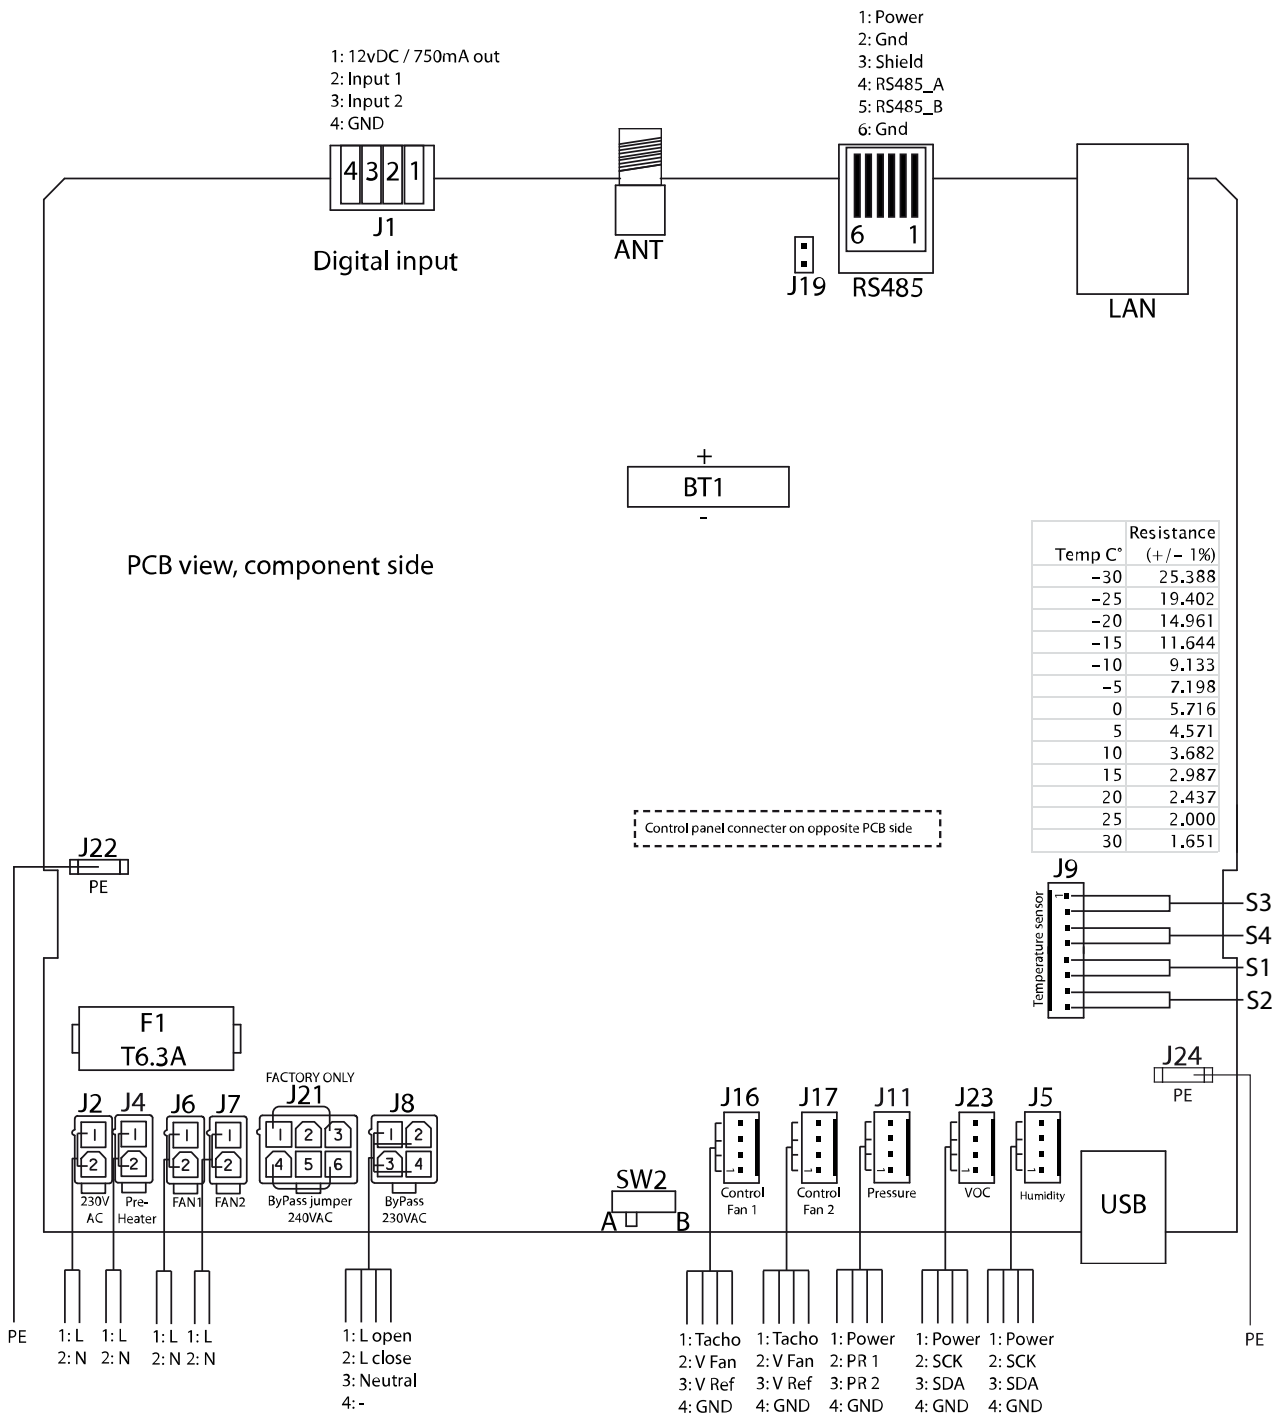 1: Power
2: Gnd
3: Shield
4: RS485_A
5: RS485_B
6: Gnd
1: 12vDC / 750mA out
2: Input 1
3: Input 2
4: GND
4 3 2 1
J1
Digital input
ANT
6 1
J19
RS485
LAN
+
BT1
-
PCB view, component side
Resistance
Temp C° (+/- 1%)
-30 25.388
-25 19.402
-20 14.961
-15 11.644
-10 9.133
-5 7.198
0 5.716
5 4.571
10 3.682
15 2.987
20 2.437
25 2.000
30 1.651
Control panel connecter on opposite PCB side
J22
PE
J9
1
Temperature sensor
S3
S4
S1
S2
F1
T6.3A
J24
PE
FACTORY ONLY
J2 J4 J6 J7 J21 J8
1 1 1 1 1 2 3 1 2
2 2 2 2 4 5 6 3 4
230V AC
Pre-Heater
FAN1
FAN2
ByPass jumper
240VAC
ByPass
230VAC
SW2
A B
J16 J17 J11 J23 J5
1 1 1 1 1
Control
Fan 1
Control
Fan 2
Pressure
VOC
Humidity
USB
PE
1: L
2: N
1: L
2: N
1: L
2: N
1: L
2: N
1: L open
2: L close
3: Neutral
4: -
1: Tacho
2: V Fan
3: V Ref
4: GND
1: Tacho
2: V Fan
3: V Ref
4: GND
1: Power
2: PR 1
3: PR 2
4: GND
1: Power
2: SCK
3: SDA
4: GND
1: Power
2: SCK
3: SDA
4: GND
PE